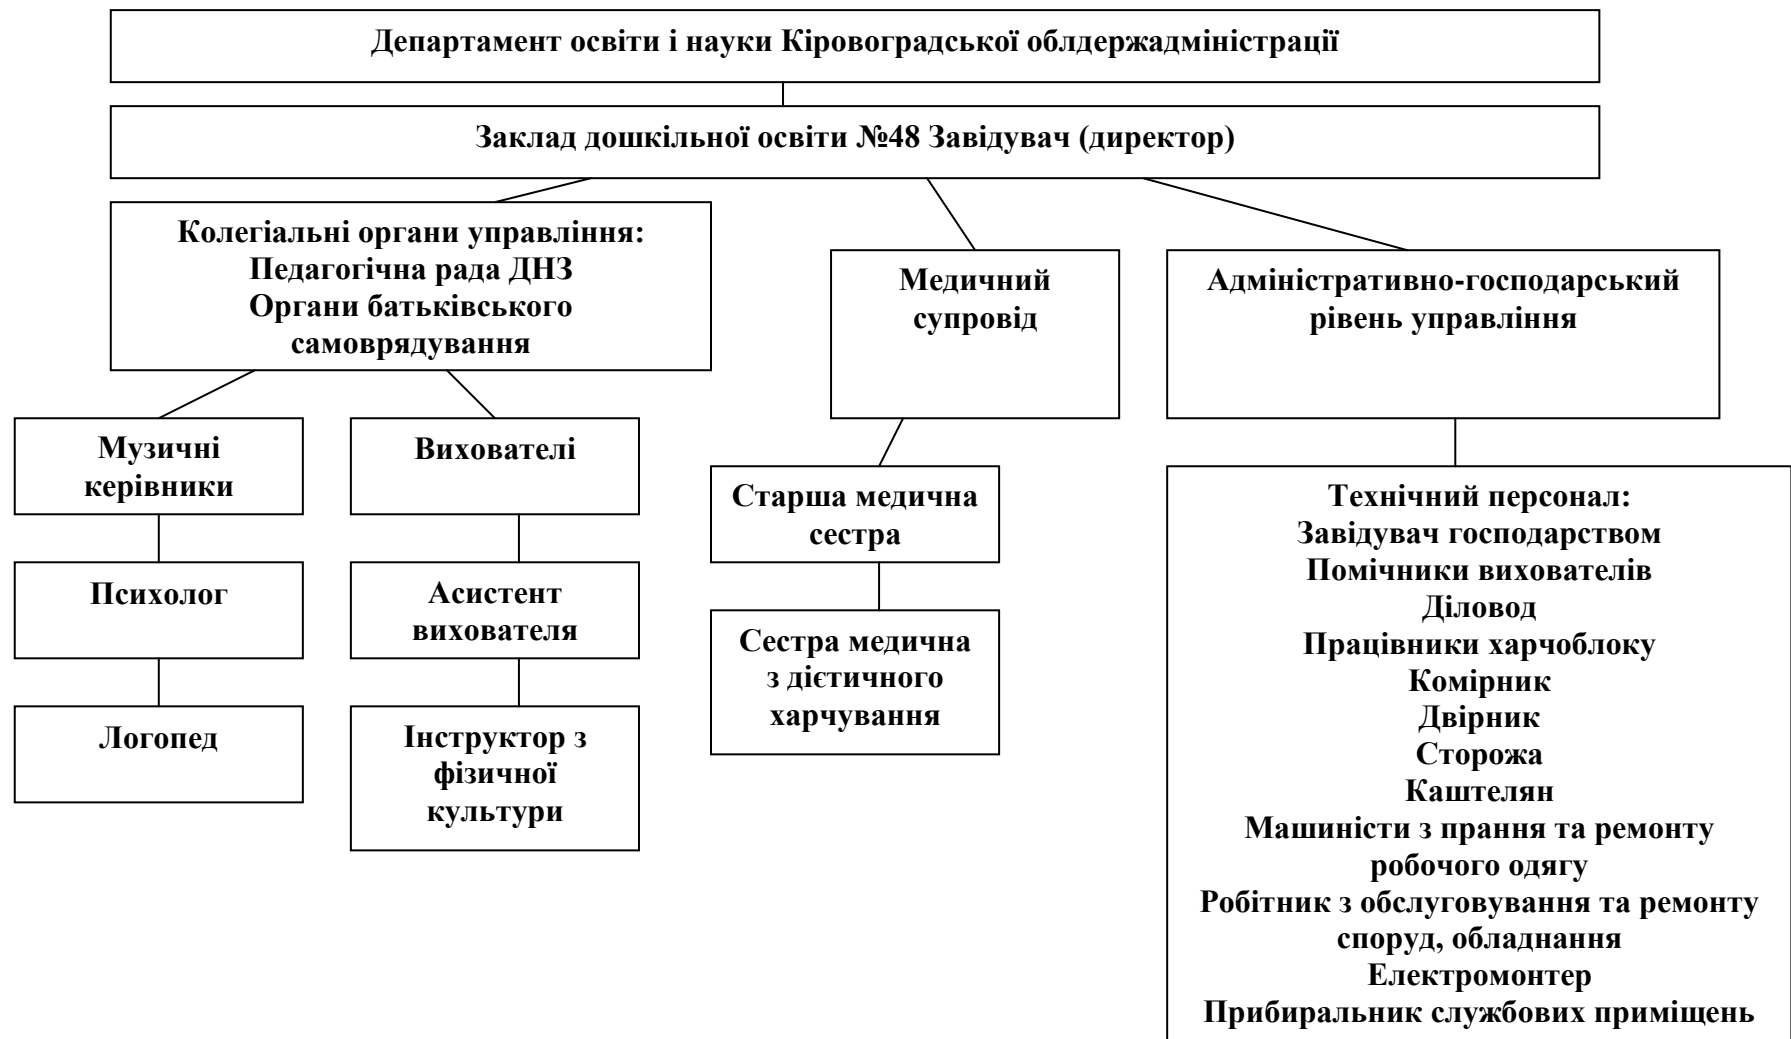 Департамент освіти і науки Кіровоградської облдержадміністрації
Заклад дошкільної освіти №48 Завідувач (директор)
Колегіальні органи управління:
Педагогічна рада ДНЗ
Органи батьківського
самоврядування
Медичний
супровід
Адміністративно-господарський
рівень управління
Музичні
керівники
Вихователі
Старша медична
сестра
Психолог
Асистент
вихователя
Сестра медична
з дієтичного
харчування
Логопед
Інструктор з
фізичної
культури
Технічний персонал:
Завідувач господарством
Помічники вихователів
Діловод
Працівники харчоблоку
Комірник
Двірник
Сторожа
Каштелян
Машиністи з прання та ремонту
робочого одягу
Робітник з обслуговування та ремонту
споруд, обладнання
Електромонтер
Прибиральник службових приміщень